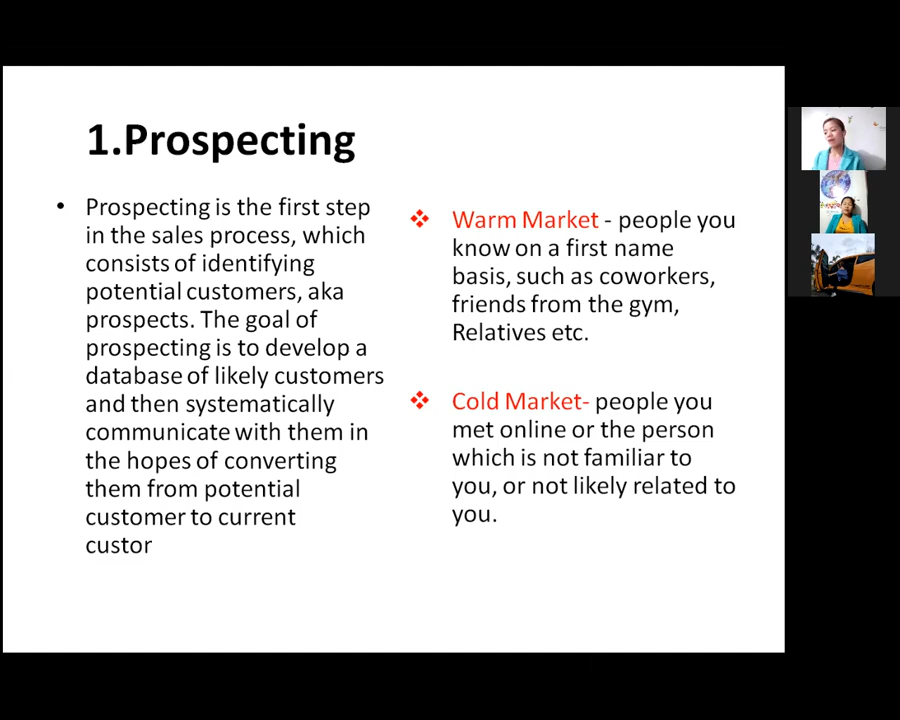 1.Prospecting
• Prospecting is the first step
in the sales process, which
consists of identifying
potential customers, aka
prospects. The goal of
prospecting is to develop a
database of likely customers
and then systematically
communicate with them in
the hopes of converting
them from potential
customer to current
custor
❖ Warm Market - people you
know on a first name
basis, such as coworkers,
friends from the gym,
Relatives etc.
❖ Cold Market- people you
met online or the person
which is not familiar to
you, or not likely related to
you.